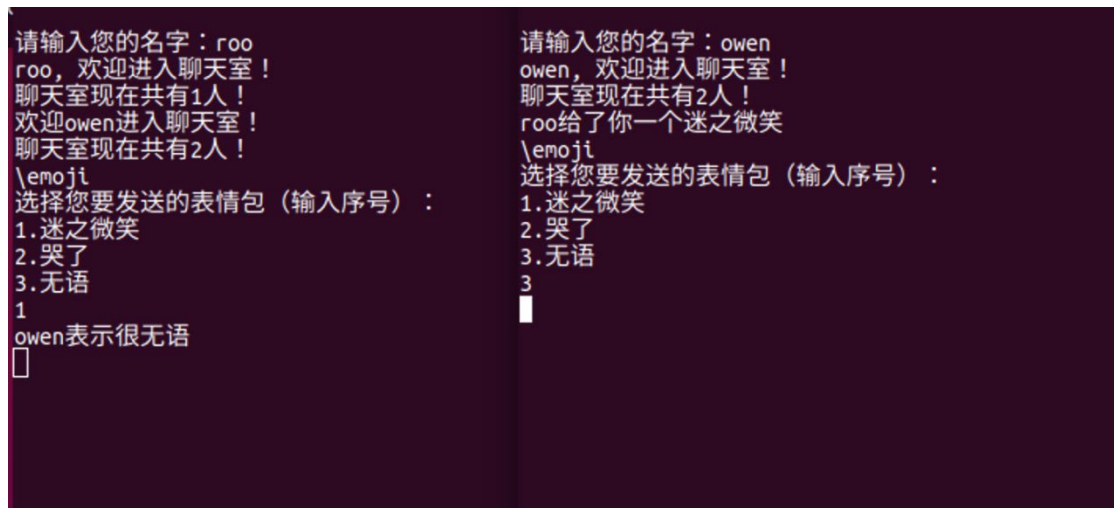 请输入您的名字：roo
roo, 欢迎进入聊天室！
聊天室现在共有1人！
欢迎owen进入聊天室！
聊天室现在共有2人！
\emoji
选择您要发送的表情包（输入序号）：
1.迷之微笑
2.哭了
3.无语
1
owen表示很无语
请输入您的名字：owen
owen, 欢迎进入聊天室！
聊天室现在共有2人！
roo给了你一个迷之微笑
\emoji
选择您要发送的表情包（输入序号）：
1.迷之微笑
2.哭了
3.无语
3